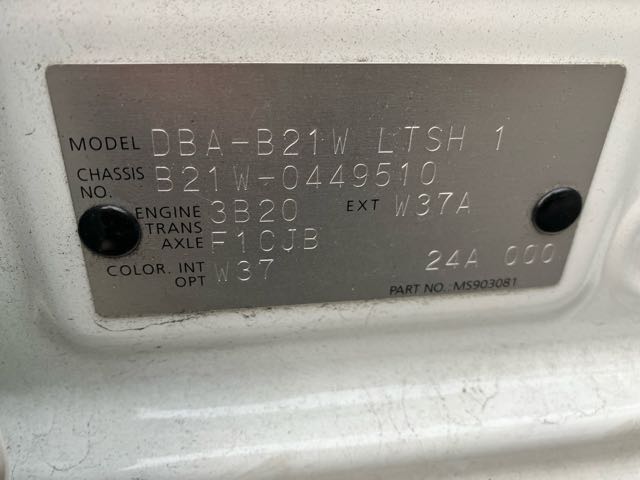 MODEL DBA-B21W LTSH 1
CHASSIS NO. B21W-0449510
ENGINE 3B20 EXT W37A
TRANS AXLE F1CJB
COLOR. INT OPT W37 24A 000
PART NO.: MS903081